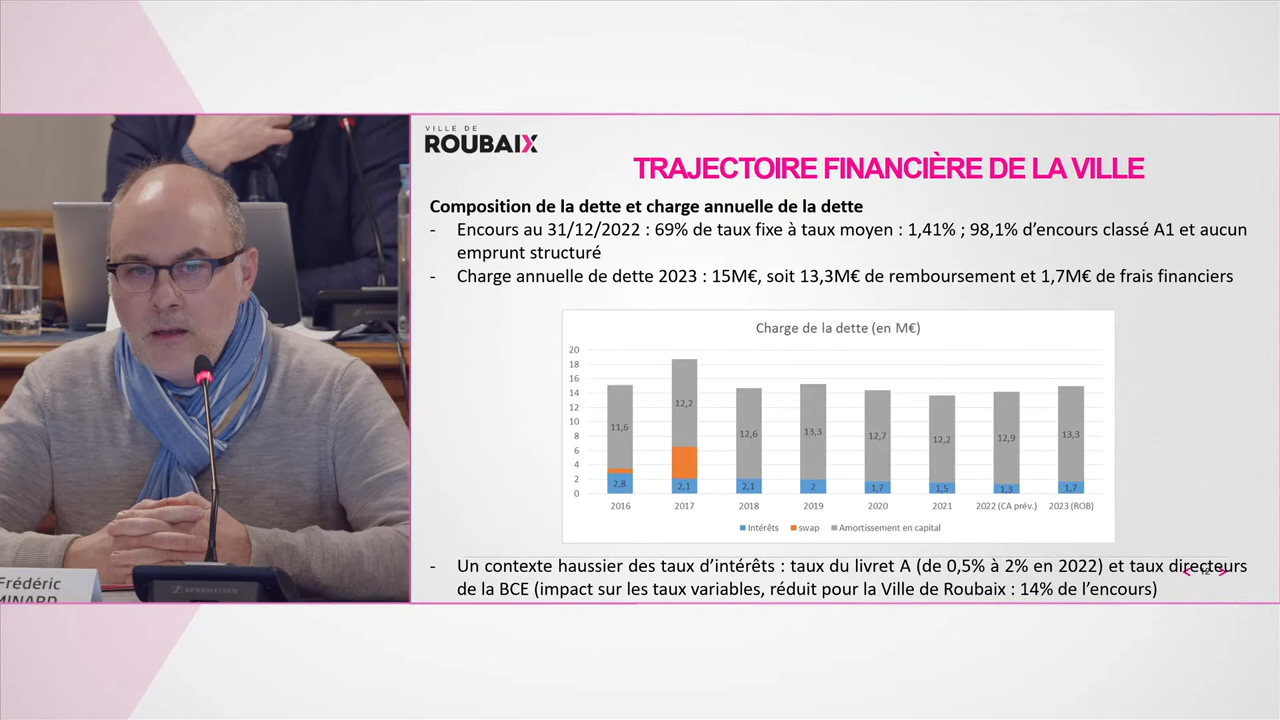 VILLE DE
ROUBAIX
TRAJECTOIRE FINANCIÈRE DE LA VILLE
Composition de la dette et charge annuelle de la dette
- Encours au 31/12/2022 : 69% de taux fixe à taux moyen : 1,41% ; 98,1% d’encours classé A1 et aucun
emprunt structuré
- Charge annuelle de dette 2023 : 15M€, soit 13,3M€ de remboursement et 1,7M€ de frais financiers
Charge de la dette (en M€)
20
18
16
14
12
10
8
6
4
2
0
11,6
12,2
12,6
13,3
12,7
12,2
12,9
13,3
2,8
2,1
2,1
2
1,7
1,5
1,3
1,7
2016
2017
2018
2019
2020
2021
2022 (CA prév.)
2023 (ROB)
Intérêts
swap
Amortissement en capital
- Un contexte haussier des taux d’intérêts : taux du livret A (de 0,5% à 2% en 2022) et taux directeurs
de la BCE (impact sur les taux variables, réduit pour la Ville de Roubaix : 14% de l’encours)
< 12 >
Frédéric
MINARD
SENNHEISER